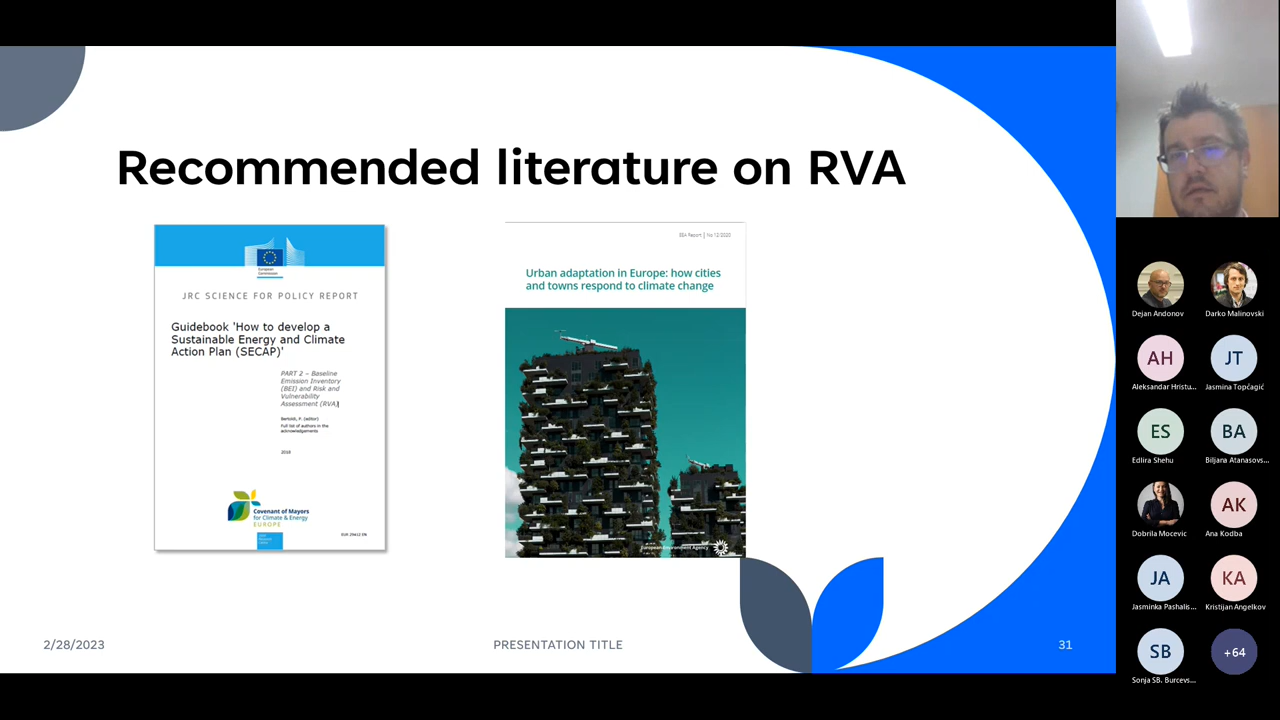 Recommended literature on RVA
European
Commission
JRC SCIENCE FOR POLICY REPORT
Guidebook 'How to develop a
Sustainable Energy and Climate
Action Plan (SECAP)'
PART 2 – Baseline
Emission Inventory
(BEI) and Risk and
Vulnerability
Assessment (RVA)
Bertoldi, P. (editor)
Full list of authors in the
acknowledgements
2018
Covenant of Mayors
for Climate & Energy
EUROPE
EEA Report | No 12/2020
Urban adaptation in Europe: how cities
and towns respond to climate change
European Environment Agency
2/28/2023
PRESENTATION TITLE
31
Dejan Andonov
Darko Malinovski
AH
Aleksandar Hristu...
JT
Jasmina Topčagić
ES
Edlira Shehu
BA
Biljana Atanasovs...
Dobrila Mocevic
AK
Ana Kodba
JA
Jasminka Pashalis...
KA
Kristijan Angelkov
SB
Sonja SB. Burcevs...
+64